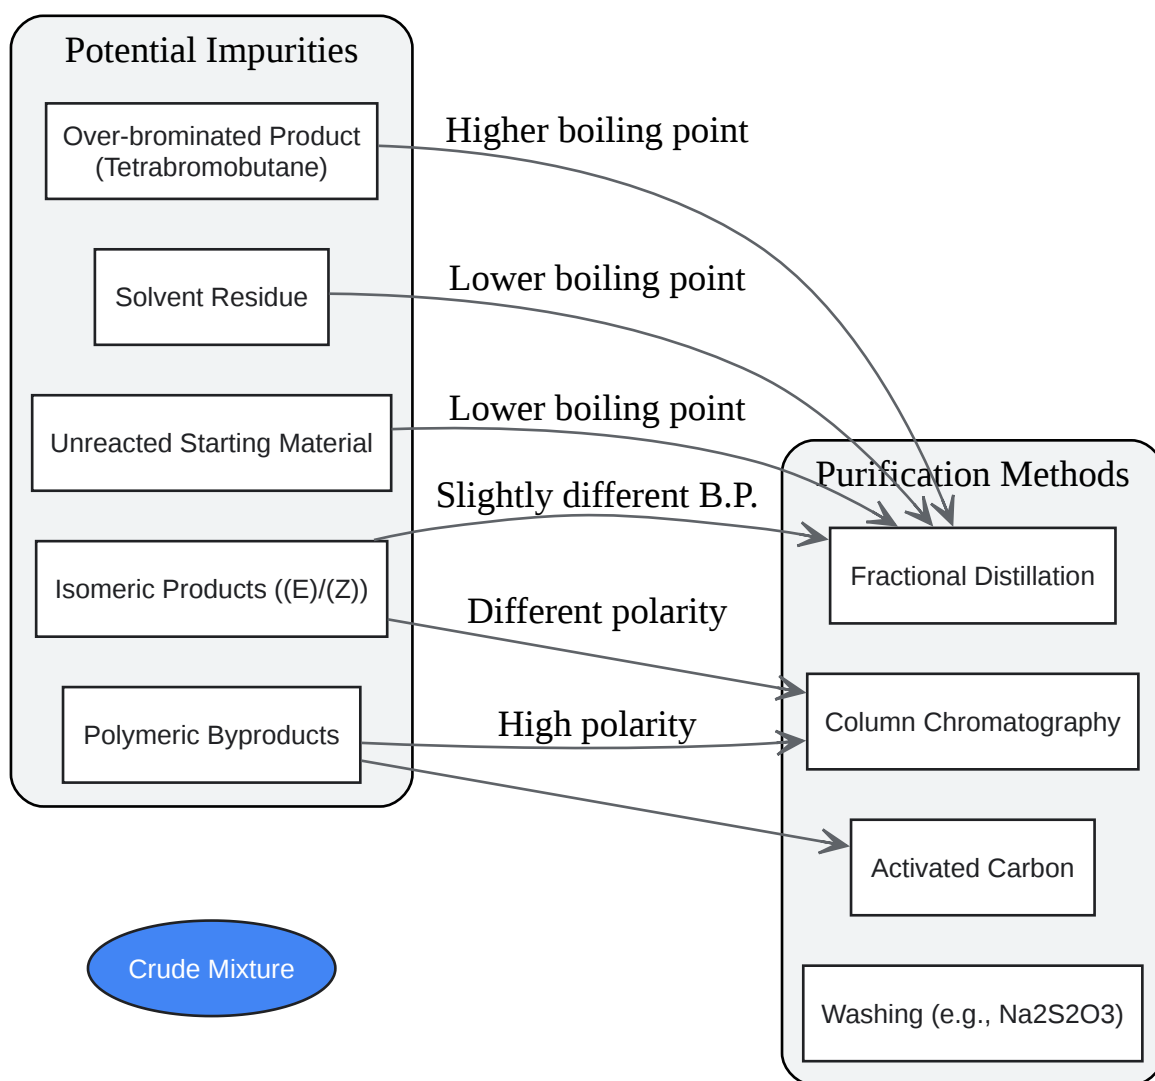 Potential Impurities
Over-brominated Product
(Tetrabromobutane)
Higher boiling point
Solvent Residue
Lower boiling point
Unreacted Starting Material
Lower boiling point
Purification Methods
Slightly different B.P.
Isomeric Products ((E)/(Z))
Fractional Distillation
Different polarity
Polymeric Byproducts
High polarity
Column Chromatography
Activated Carbon
Crude Mixture
Washing (e.g., Na2S2O3)